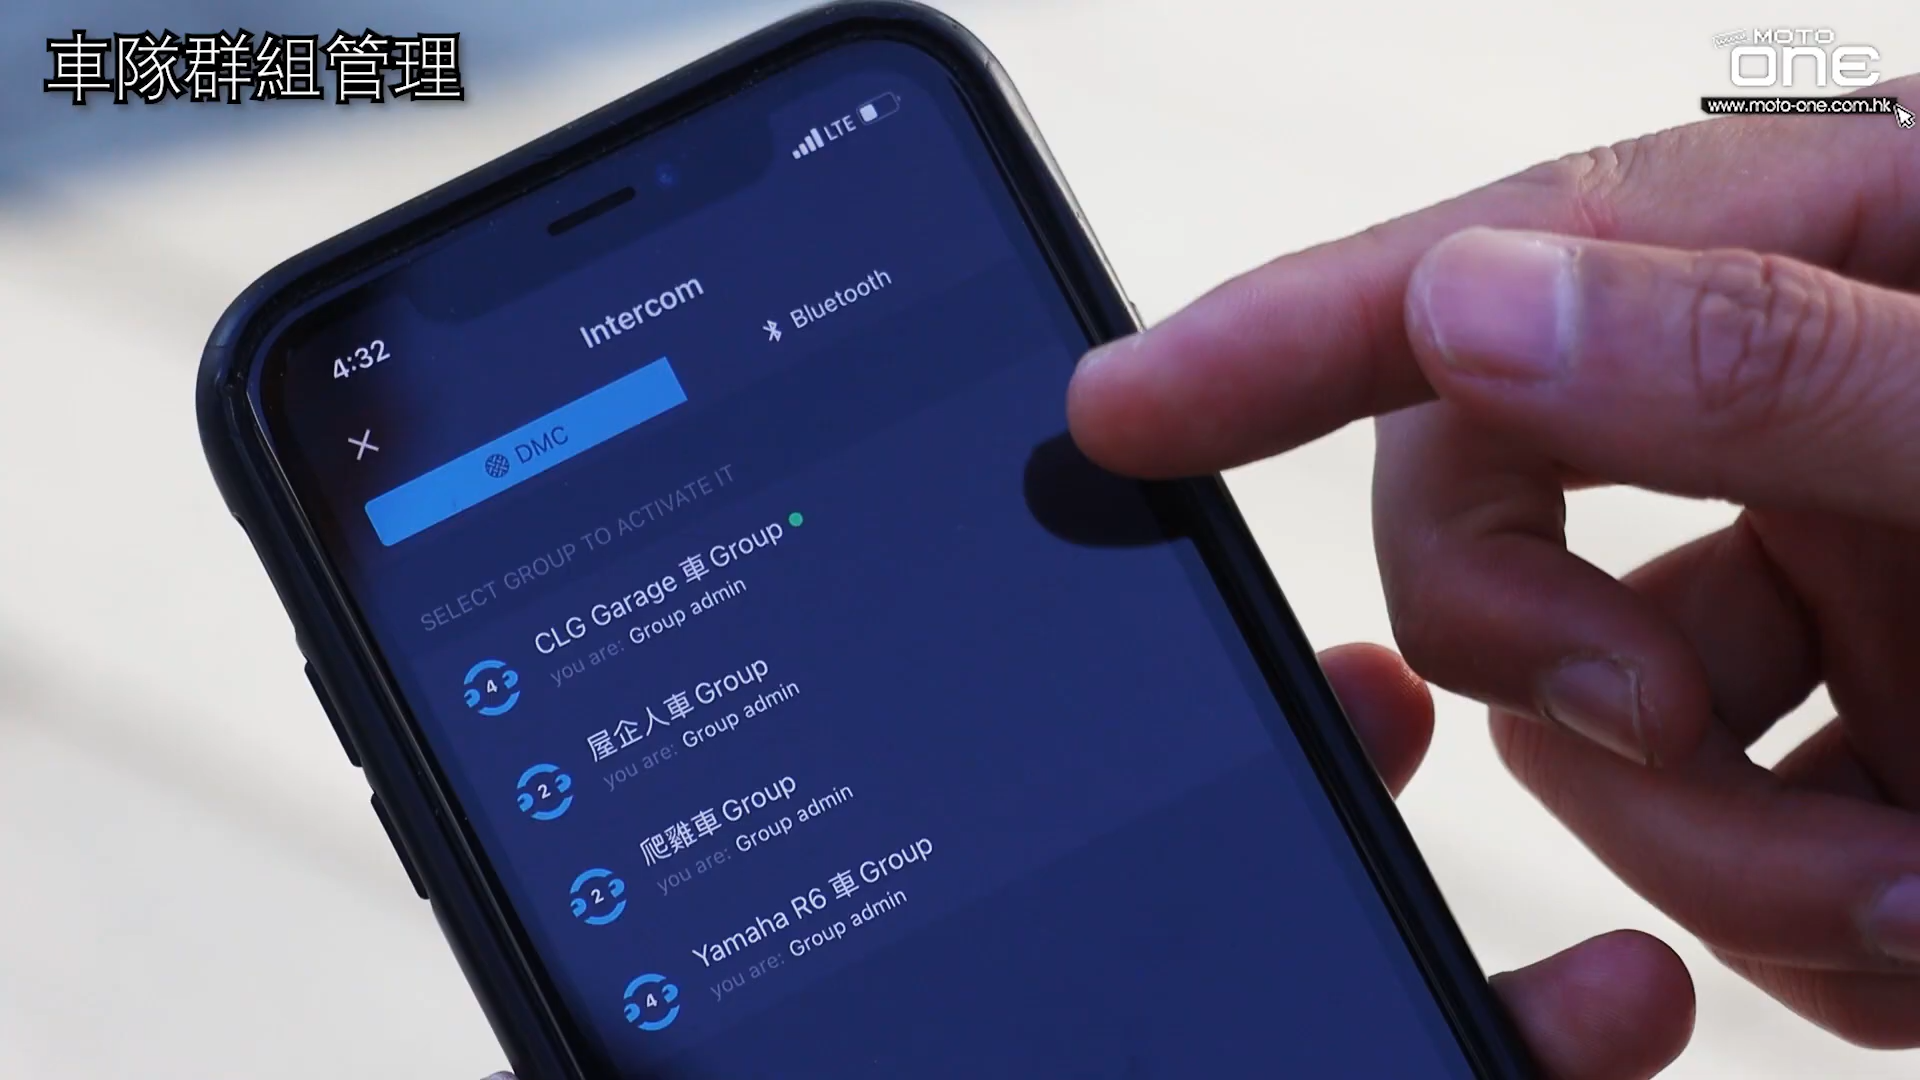 車隊群組管理
MOTO
one
www.moto-one.com.hk
4:32
LTE
Intercom
DMC
Bluetooth
SELECT GROUP TO ACTIVATE IT
CLG Garage 車 Group
you are: Group admin
4
屋企人車 Group
you are: Group admin
2
爬雞車 Group
you are: Group admin
2
Yamaha R6 車 Group
you are: Group admin
4